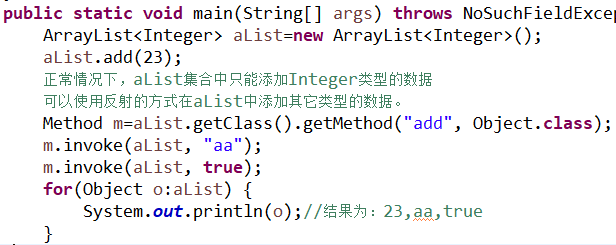 public static void main(String[] args) throws NoSuchFieldExcep
ArrayList<Integer> aList=new ArrayList<Integer>();
aList.add(23);
正常情况下，aList集合中只能添加Integer类型的数据
可以使用反射的方式在aList中添加其它类型的数据。
Method m=aList.getClass().getMethod("add", Object.class);
m.invoke(aList, "aa");
m.invoke(aList, true);
for(Object o:aList) {
System.out.println(o);//结果为：23,aa,true
}